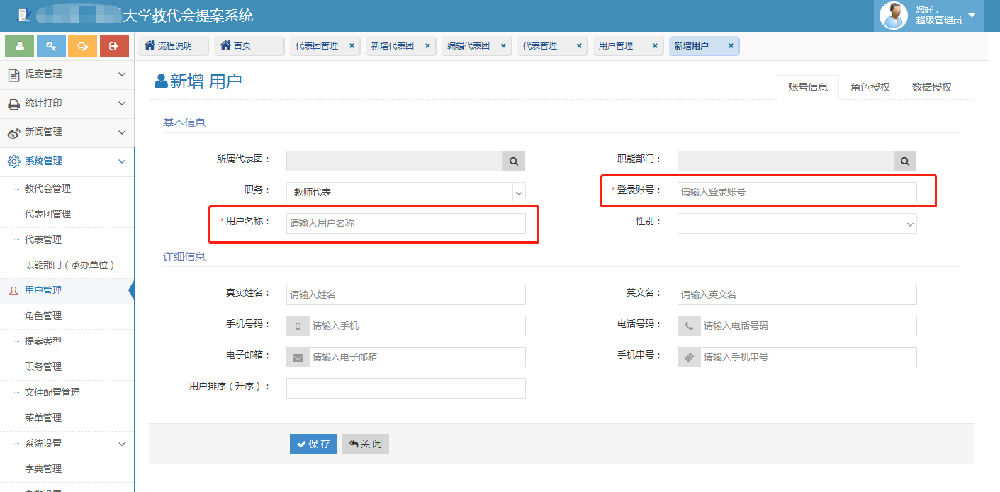 大学教代会提案系统
您好，
超级管理员
流程说明
首页
代表团管理 ×
新增代表团 ×
编辑代表团 ×
代表管理 ×
用户管理 ×
新增用户 ×
提案管理
统计打印
新闻管理
系统管理
教代会管理
代表团管理
代表管理
职能部门（承办单位）
用户管理
角色管理
提案类型
职务管理
文件配置管理
菜单管理
系统设置
字典管理
新增 用户
账号信息
角色授权
数据授权
基本信息
所属代表团：
职能部门：
职务： 教师代表
* 登录账号： 请输入登录账号
* 用户名称： 请输入用户名称
性别：
详细信息
真实姓名： 请输入姓名
英文名： 请输入英文名
手机号码： 请输入手机
电话号码： 请输入电话号码
电子邮箱： 请输入电子邮箱
手机串号： 请输入手机串号
用户排序（升序）：
保 存
关 闭